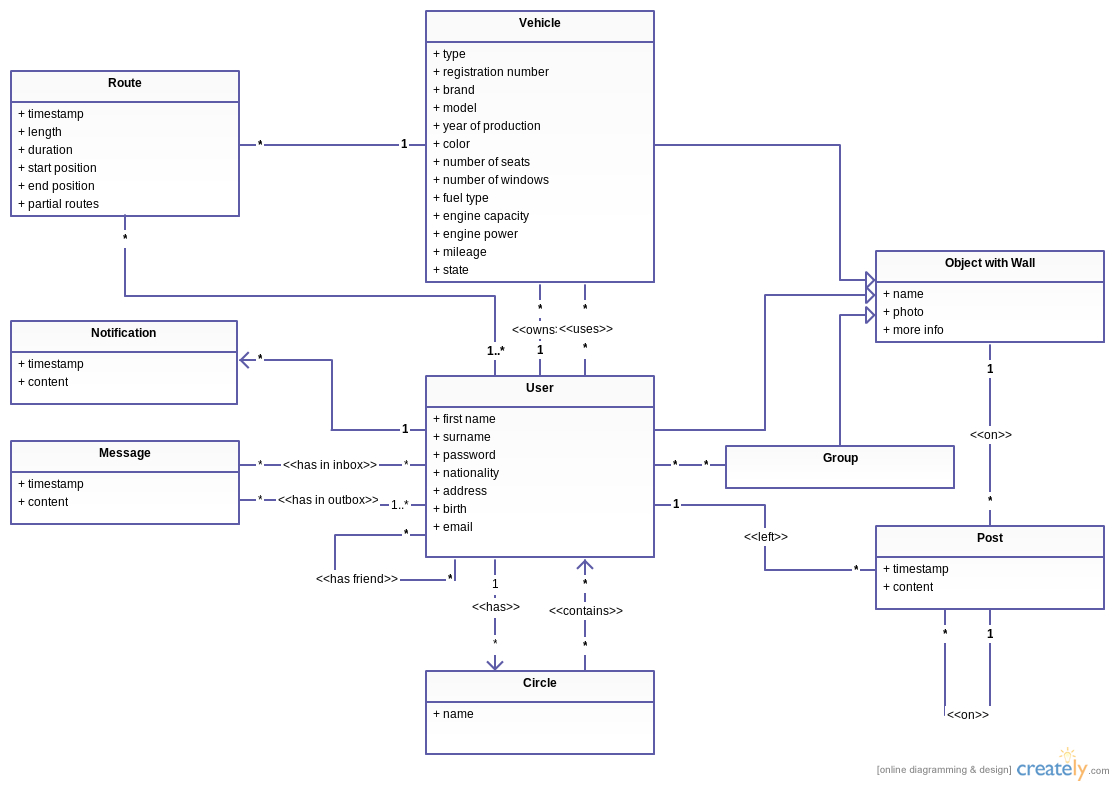 Vehicle
+ type
+ registration number
+ brand
+ model
+ year of production
+ color
+ number of seats
+ number of windows
+ fuel type
+ engine capacity
+ engine power
+ mileage
+ state
Route
+ timestamp
+ length
+ duration
+ start position
+ end position
+ partial routes
*
1
*
Object with Wall
+ name
+ photo
+ more info
*
*
<<owns>>
<<uses>>
1..*
1
*
1
<<on>>
*
Notification
+ timestamp
+ content
*
1
User
+ first name
+ surname
+ password
+ nationality
+ address
+ birth
+ email
Message
+ timestamp
+ content
* <<has in inbox>> *
* <<has in outbox>> 1..*
*
<<has friend>> *
* *
Group
1
<<left>>
*
Post
+ timestamp
+ content
* 1
<<on>>
1
<<has>>
*
*
<<contains>>
*
Circle
+ name
[online diagramming & design] creately.com